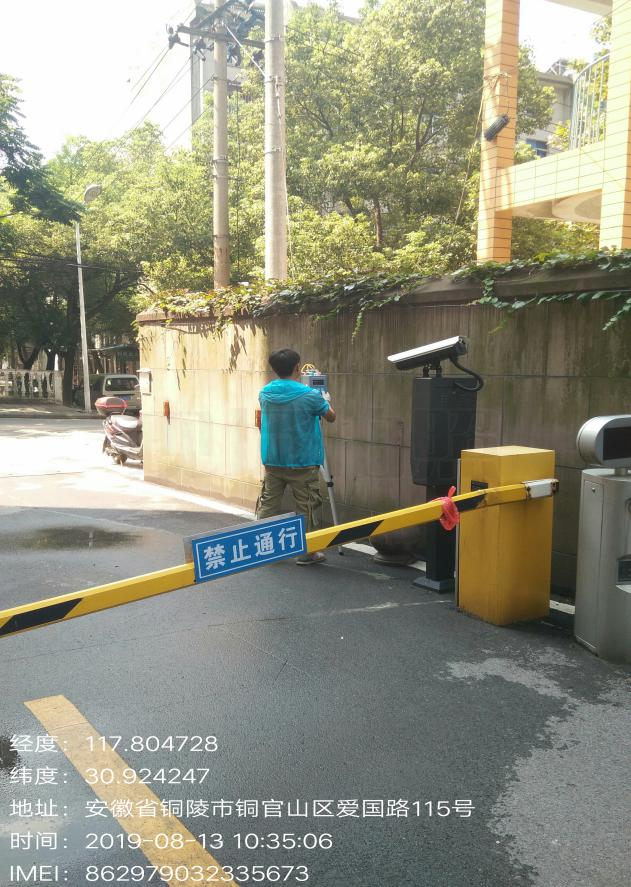 禁止通行
经度：117.804728
纬度：30.924247
地址：安徽省铜陵市铜官山区爱国路115号
时间：2019-08-13 10:35:06
IMEI：862979032335673